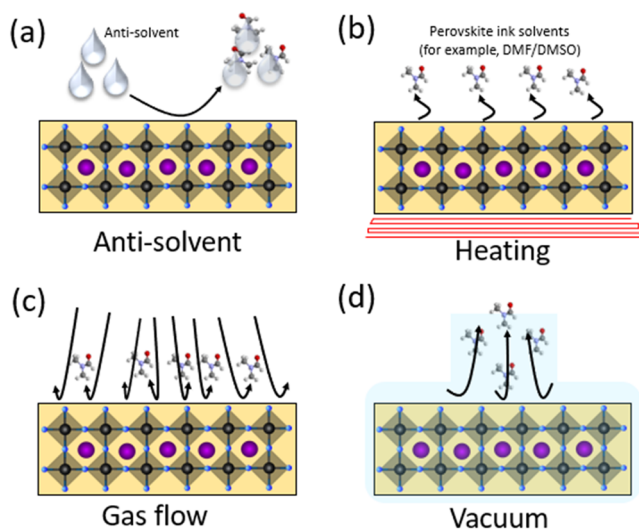 (a)
Anti-solvent
Anti-solvent
(b)
Perovskite ink solvents
(for example, DMF/DMSO)
Heating
(c)
Gas flow
(d)
Vacuum